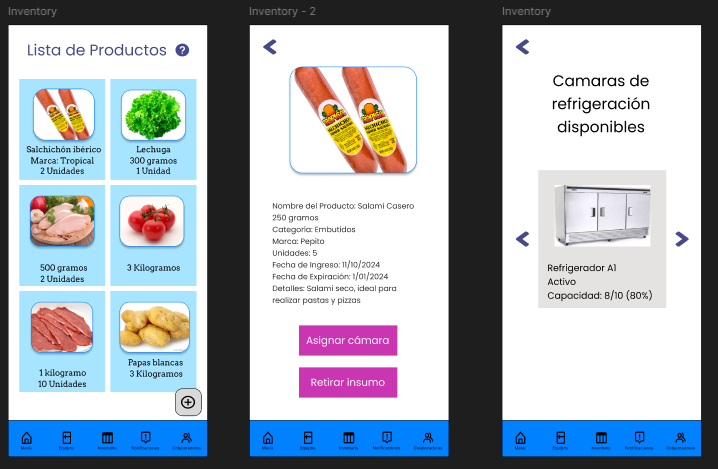 Inventory
Lista de Productos ?
Salchichón ibérico
Marca: Tropical
2 Unidades
Lechuga
300 gramos
1 Unidad
500 gramos
2 Unidades
3 Kilogramos
1 kilogramo
10 Unidades
Papas blancas
3 Kilogramos
Menú
Equipos
Inventario
Notificaciones
Colaboradores
Inventory - 2
Nombre del Producto: Salami Casero
250 gramos
Categoría: Embutidos
Marca: Pepito
Unidades: 5
Fecha de Ingreso: 11/10/2024
Fecha de Expiración: 1/01/2024
Detalles: Salami seco, ideal para
realizar pastas y pizzas
Asignar cámara
Retirar insumo
Menú
Equipos
Inventario
Notificaciones
Colaboradores
Inventory
Camaras de
refrigeración
disponibles
Refrigerador A1
Activo
Capacidad: 8/10 (80%)
Menú
Equipos
Inventario
Notificaciones
Colaboradores